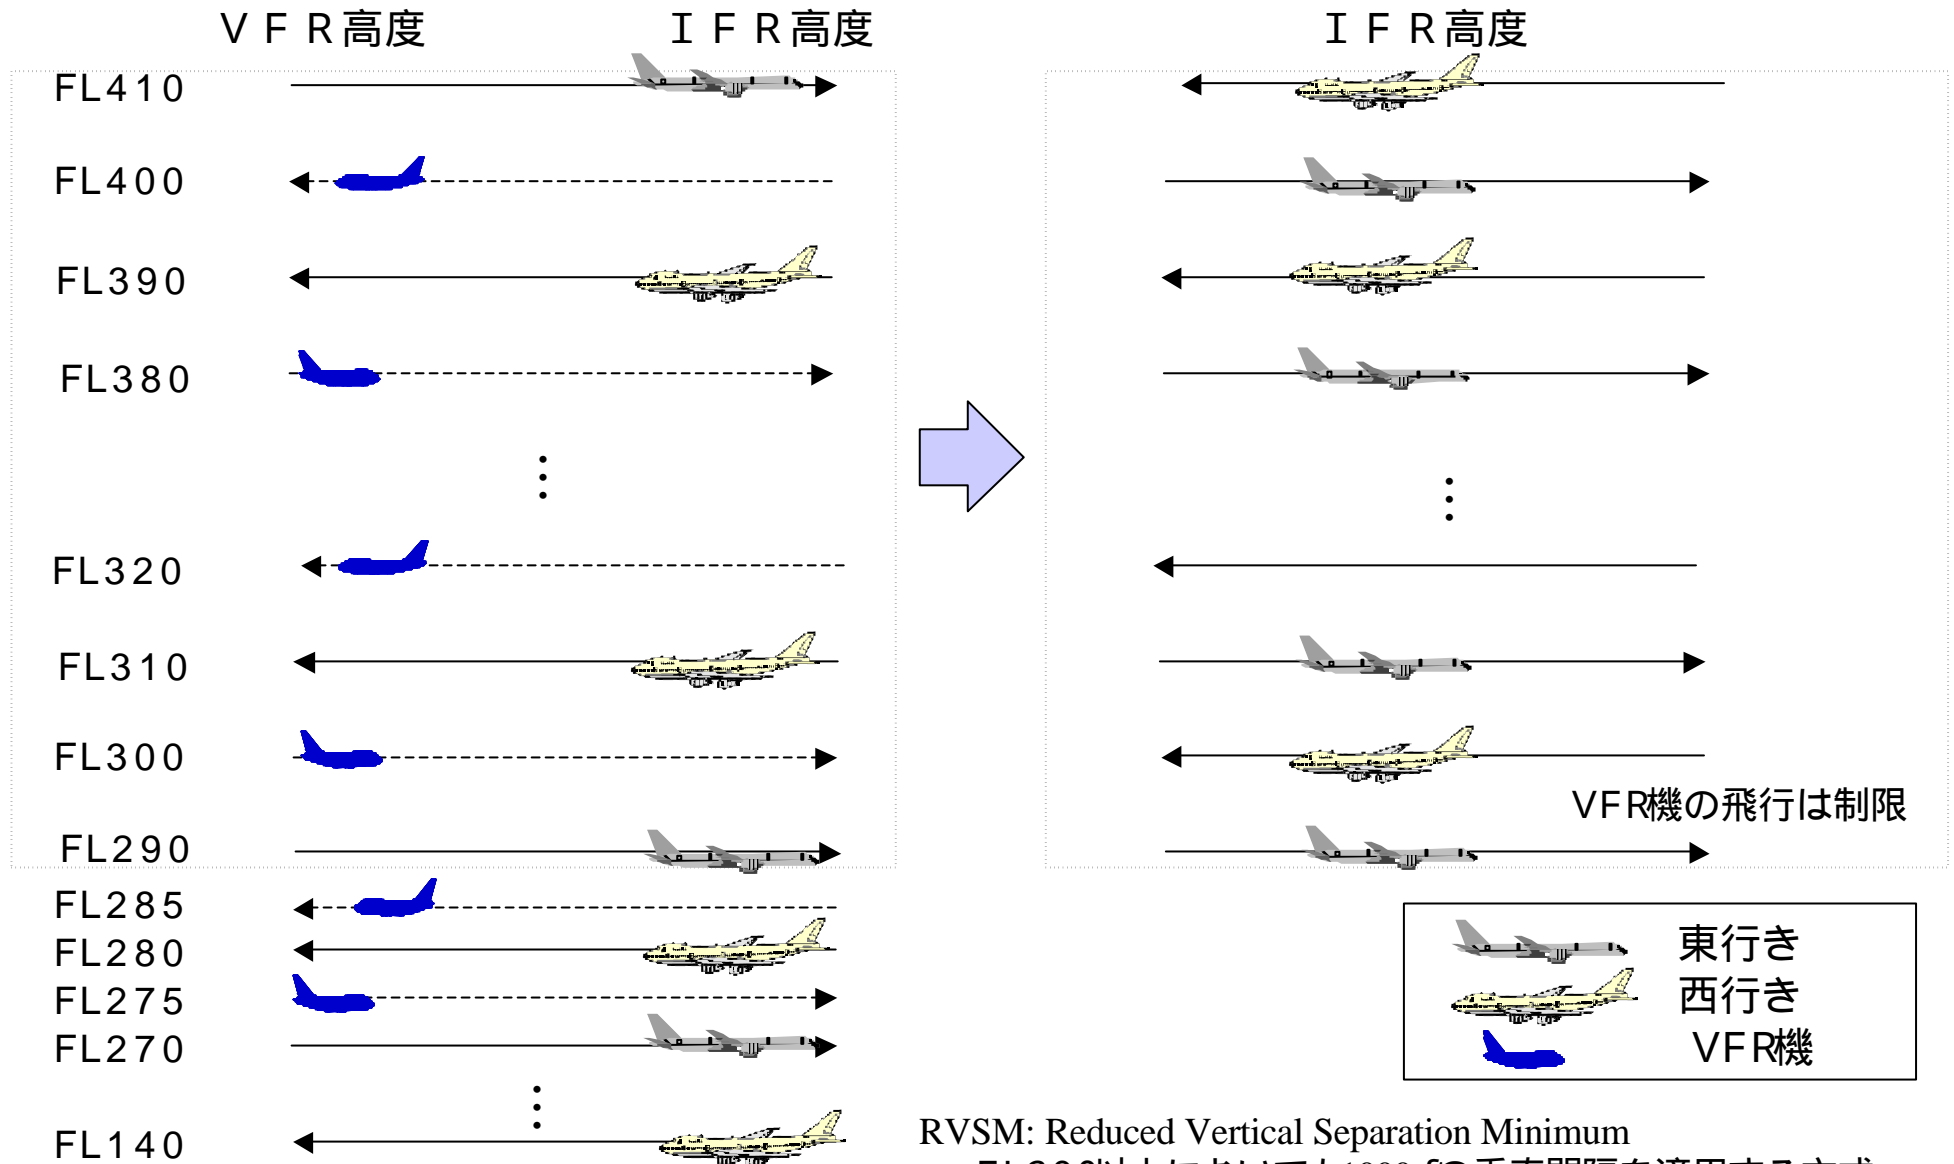 ＶＦＲ高度
ＩＦＲ高度
ＩＦＲ高度
FL410
FL400
FL390
FL380
FL320
FL310
FL300
FL290
FL285
FL280
FL275
FL270
FL140
VFR機の飛行は制限
東行き
西行き
VFR機
RVSM: Reduced Vertical Separation Minimum